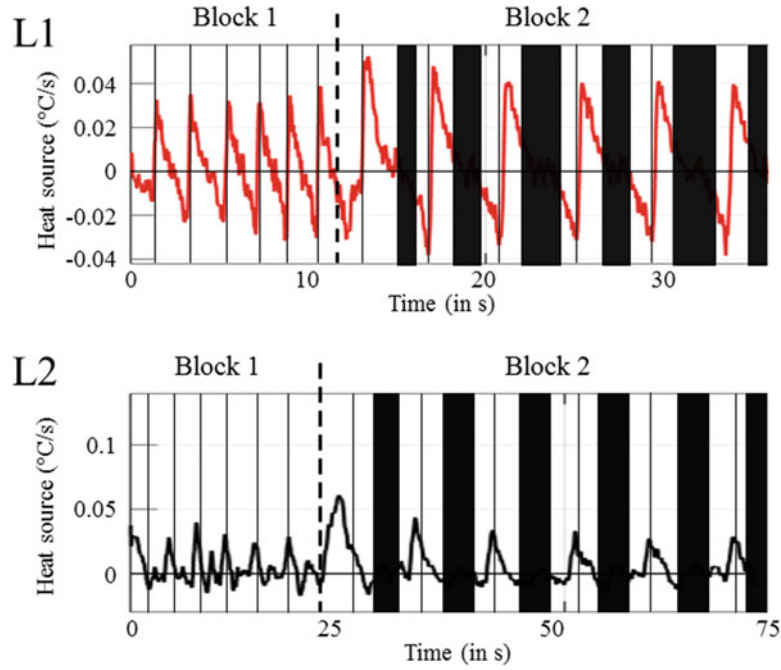 L1
Block 1
Block 2
Heat source (°C/s)
0.04
0.02
0
-0.02
-0.04
0
10
20
30
Time (in s)
L2
Block 1
Block 2
Heat source (°C/s)
0.1
0.05
0
0
25
50
75
Time (in s)